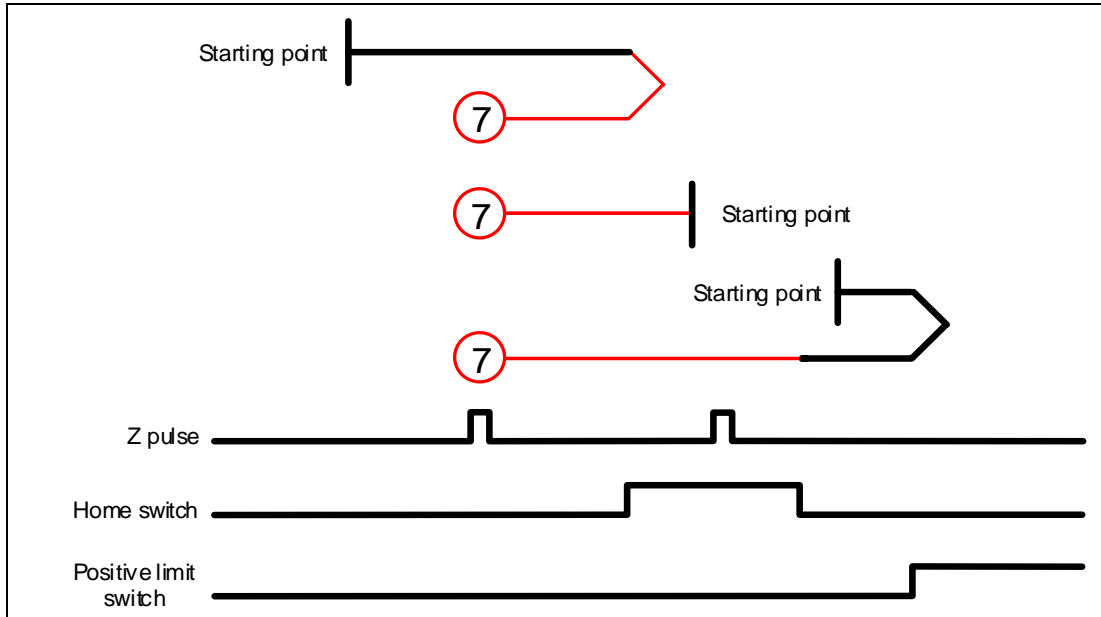 Starting point
7
7
Starting point
Starting point
7
Z pulse
Home switch
Positive limit
switch